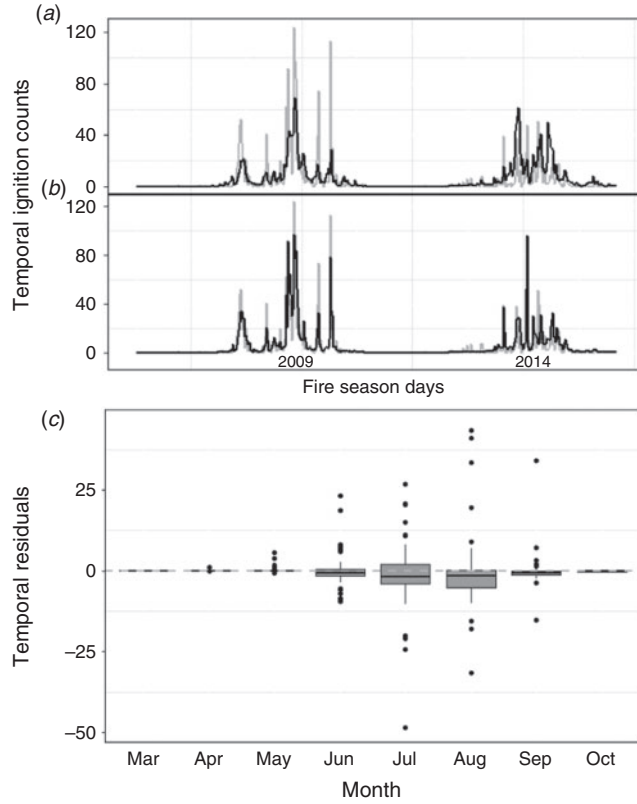 (a)
120
80
40
0
Temporal ignition counts
(b)
120
80
40
0
2009 2014
Fire season days
(c)
25
0
−25
−50
Temporal residuals
Mar Apr May Jun Jul Aug Sep Oct
Month